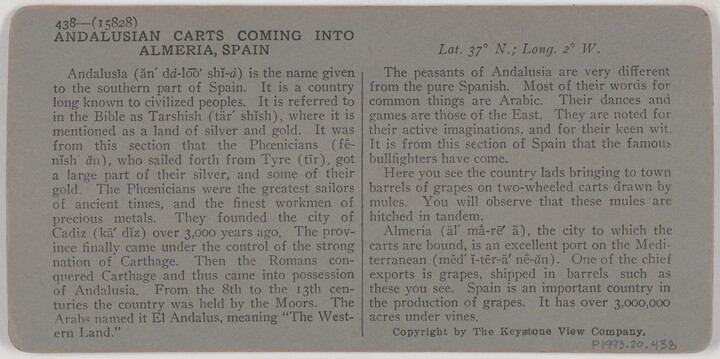 438—(15828)
ANDALUSIAN CARTS COMING INTO
ALMERIA, SPAIN
Andalusia (ăn′ dȧ-lōō′ shĭ-ȧ) is the name given
to the southern part of Spain. It is a country
long known to civilized peoples. It is referred to
in the Bible as Tarshish (tär′ shĭsh), where it is
mentioned as a land of silver and gold. It was
from this section that the Phœnicians (fê-
nĭsh′ ăn), who sailed forth from Tyre (tīr), got
a large part of their silver, and some of their
gold. The Phœnicians were the greatest sailors
of ancient times, and the finest workmen of
precious metals. They founded the city of
Cadiz (kā′ dĭz) over 3,000 years ago. The prov-
ince finally came under the control of the strong
nation of Carthage. Then the Romans con-
quered Carthage and thus came into possession
of Andalusia. From the 8th to the 13th cen-
turies the country was held by the Moors. The
Arabs named it El Andalus, meaning "The West-
ern Land."
Lat. 37° N.; Long. 2° W.
The peasants of Andalusia are very different
from the pure Spanish. Most of their words for
common things are Arabic. Their dances and
games are those of the East. They are noted for
their active imaginations, and for their keen wit.
It is from this section of Spain that the famous
bullfighters have come.
Here you see the country lads bringing to town
barrels of grapes on two-wheeled carts drawn by
mules. You will observe that these mules are
hitched in tandem.
Almeria (äl′ mâ-rē′ ä), the city to which the
carts are bound, is an excellent port on the Medi-
terranean (mĕd′ ĭ-tĕr-ā′ nê-ăn). One of the chief
exports is grapes, shipped in barrels such as
these you see. Spain is an important country in
the production of grapes. It has over 3,000,000
acres under vines.
Copyright by The Keystone View Company.
P1993.20.438